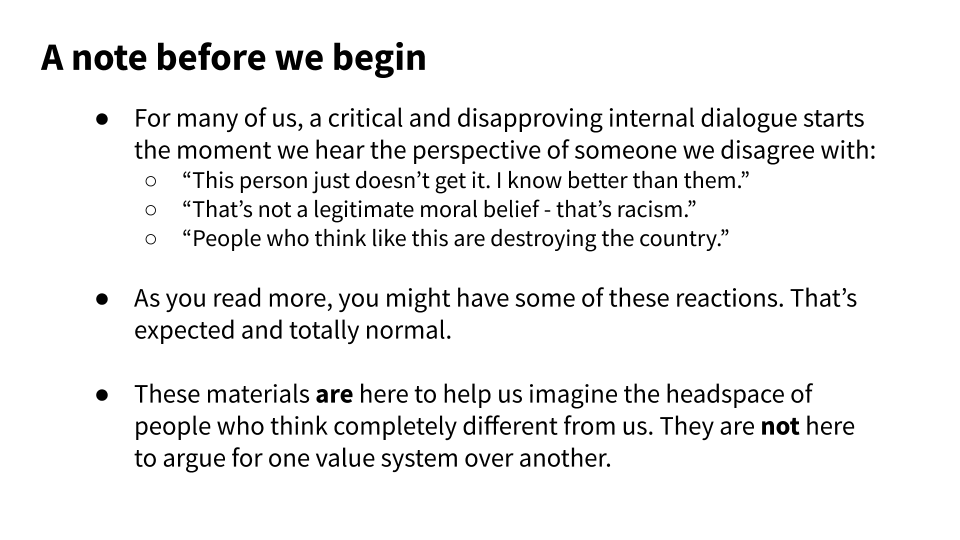 A note before we begin
● For many of us, a critical and disapproving internal dialogue starts
the moment we hear the perspective of someone we disagree with:
○ “This person just doesn’t get it. I know better than them.”
○ “That’s not a legitimate moral belief - that’s racism.”
○ “People who think like this are destroying the country.”
● As you read more, you might have some of these reactions. That’s
expected and totally normal.
● These materials are here to help us imagine the headspace of
people who think completely different from us. They are not here
to argue for one value system over another.